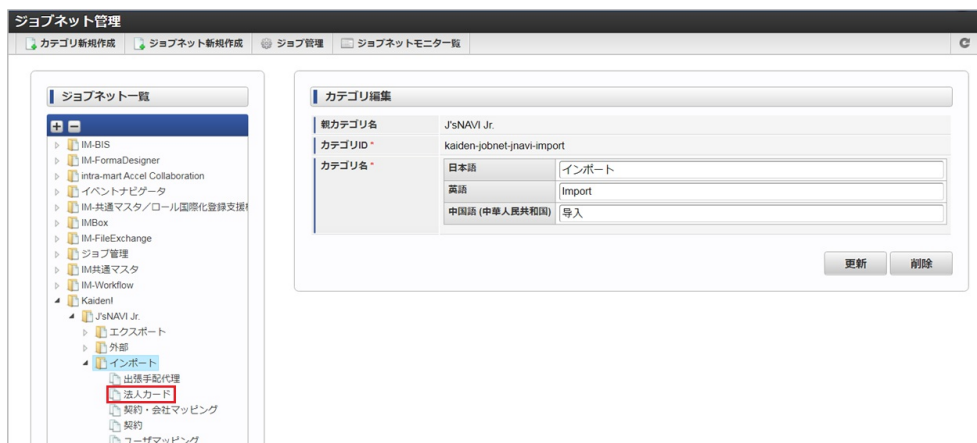 ジョブネット管理
カテゴリ新規作成 ジョブネット新規作成 ジョブ管理 ジョブネットモニター覧
ジョブネット一覧
IM-BIS
IM-FormaDesigner
intra-mart Accel Collaboration
イベントナビゲータ
IM-共通マスタ/ロール国際化登録支援
IMBox
IM-FileExchange
ジョブ管理
IM共通マスタ
IM-Workflow
Kaiden!
J'sNAVI Jr.
エクスポート
外部
インポート
出張手配代理
法人カード
契約・会社マッピング
契約
ユーザマッピング
カテゴリ編集
親カテゴリ名 J'sNAVI Jr.
カテゴリID * kaiden-jobnet-jnavi-import
カテゴリ名 * 日本語 インポート
英語 Import
中国語 (中華人民共和国) 导入
更新 削除